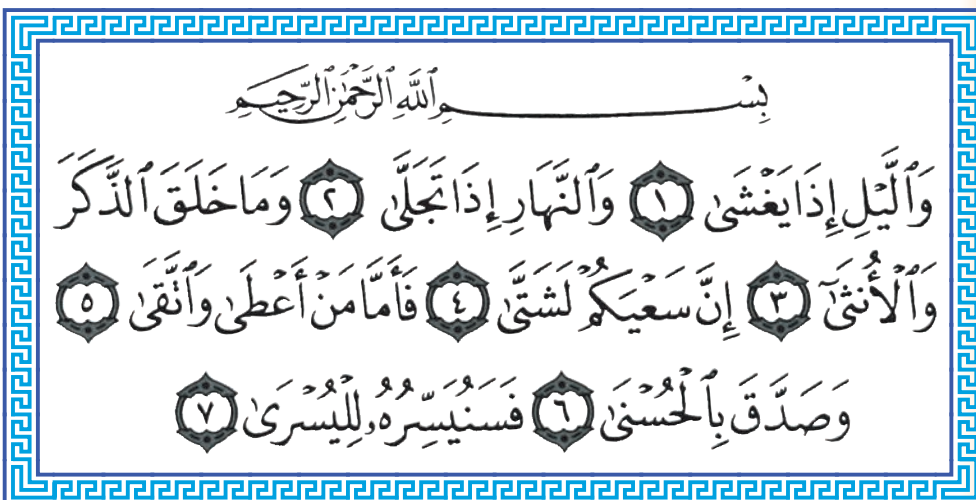 بِسْمِ ٱللَّهِ ٱلرَّحْمَٰنِ ٱلرَّحِيمِ
وَٱلَّيْلِ إِذَا يَغْشَىٰ ١ وَٱلنَّهَارِ إِذَا تَجَلَّىٰ ٢ وَمَا خَلَقَ ٱلذَّكَرَ
وَٱلْأُنثَىٰٓ ٣ إِنَّ سَعْيَكُمْ لَشَتَّىٰ ٤ فَأَمَّا مَنْ أَعْطَىٰ وَٱتَّقَىٰ ٥
وَصَدَّقَ بِٱلْحُسْنَىٰ ٦ فَسَنُيَسِّرُهُۥ لِلْيُسْرَىٰ ٧